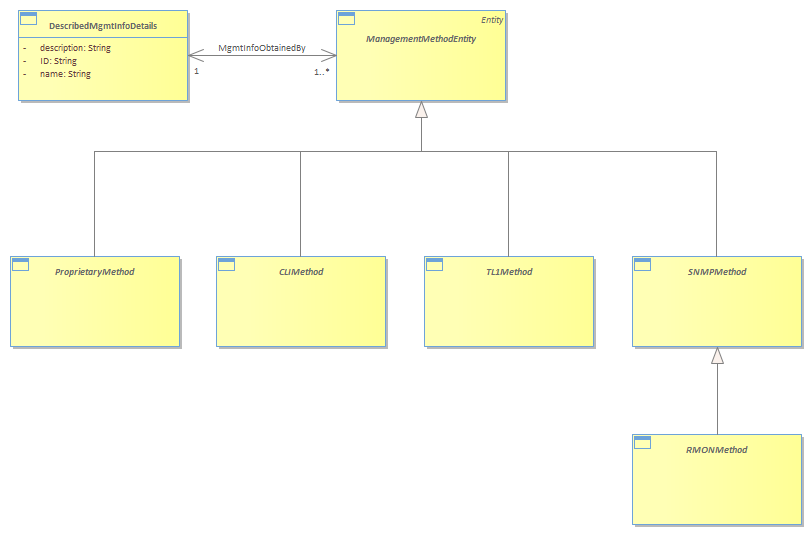 DescribedMgmtInfoDetails
- description: String
- ID: String
- name: String
MgmtInfoObtainedBy
1
1..*
Entity
ManagementMethodEntity
ProprietaryMethod
CLIMethod
TL1Method
SNMPMethod
RMONMethod